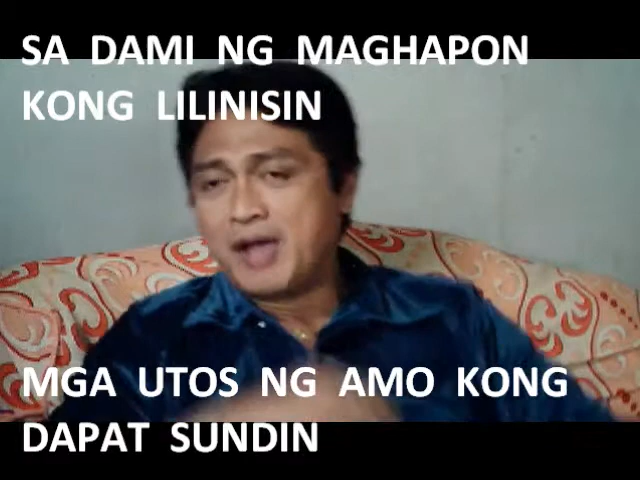 SA DAMI NG MAGHAPON
KONG LILINISIN
MGA UTOS NG AMO KONG
DAPAT SUNDIN